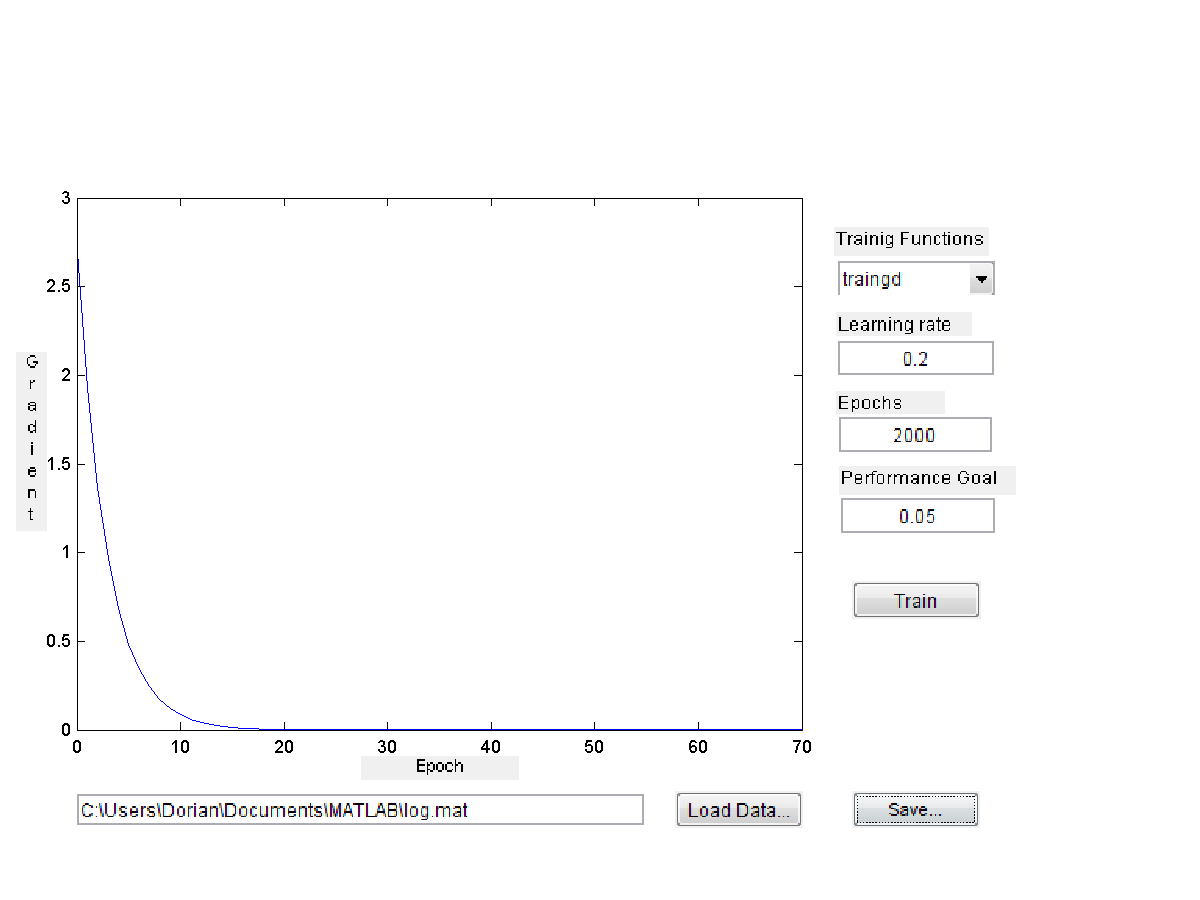 3
2.5
2
1.5
1
0.5
0
0 10 20 30 40 50 60 70
Gradient
Epoch
Trainig Functions
traingd
Learning rate
0.2
Epochs
2000
Performance Goal
0.05
Train
C:\Users\Dorian\Documents\MATLAB\log.mat
Load Data...
Save...